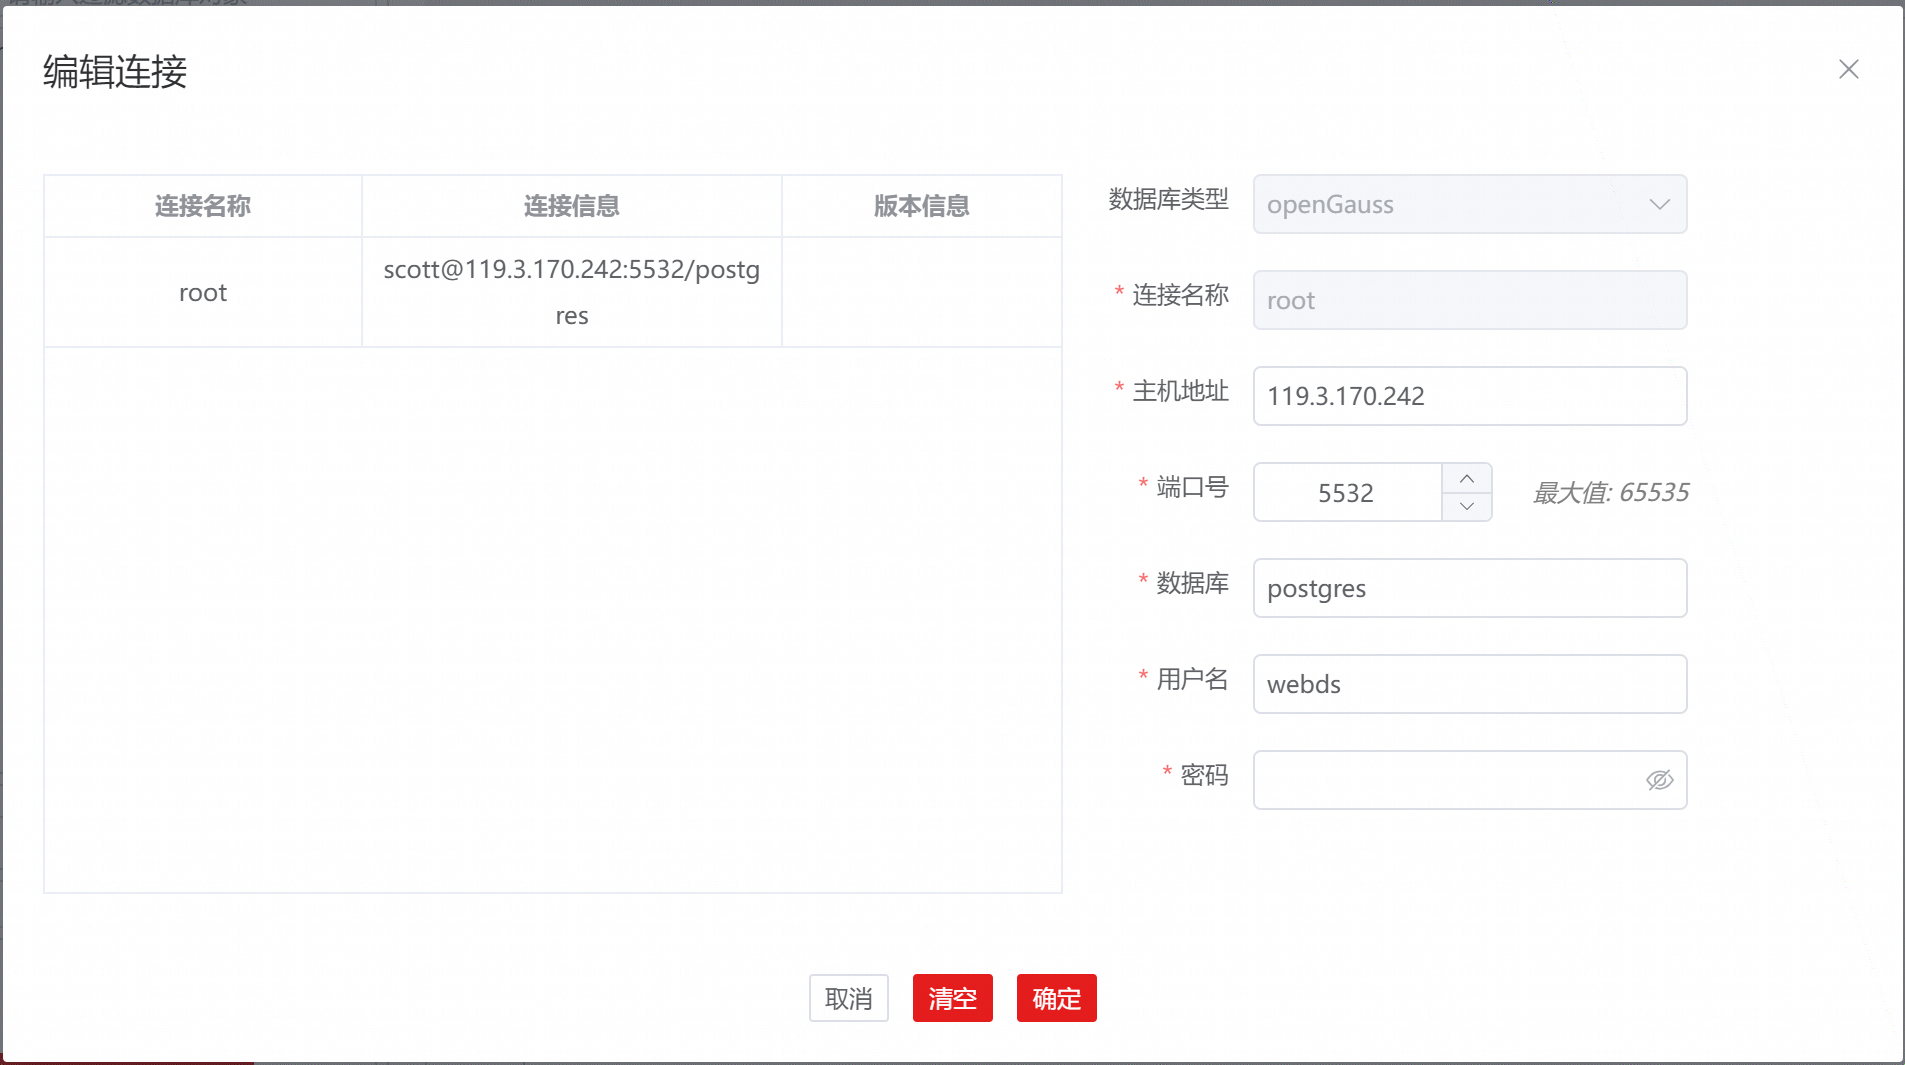 编辑连接
连接名称 连接信息 版本信息
root scott@119.3.170.242:5532/postg
res
数据库类型 openGauss
* 连接名称 root
* 主机地址 119.3.170.242
* 端口号 5532 最大值: 65535
* 数据库 postgres
* 用户名 webds
* 密码
取消 清空 确定